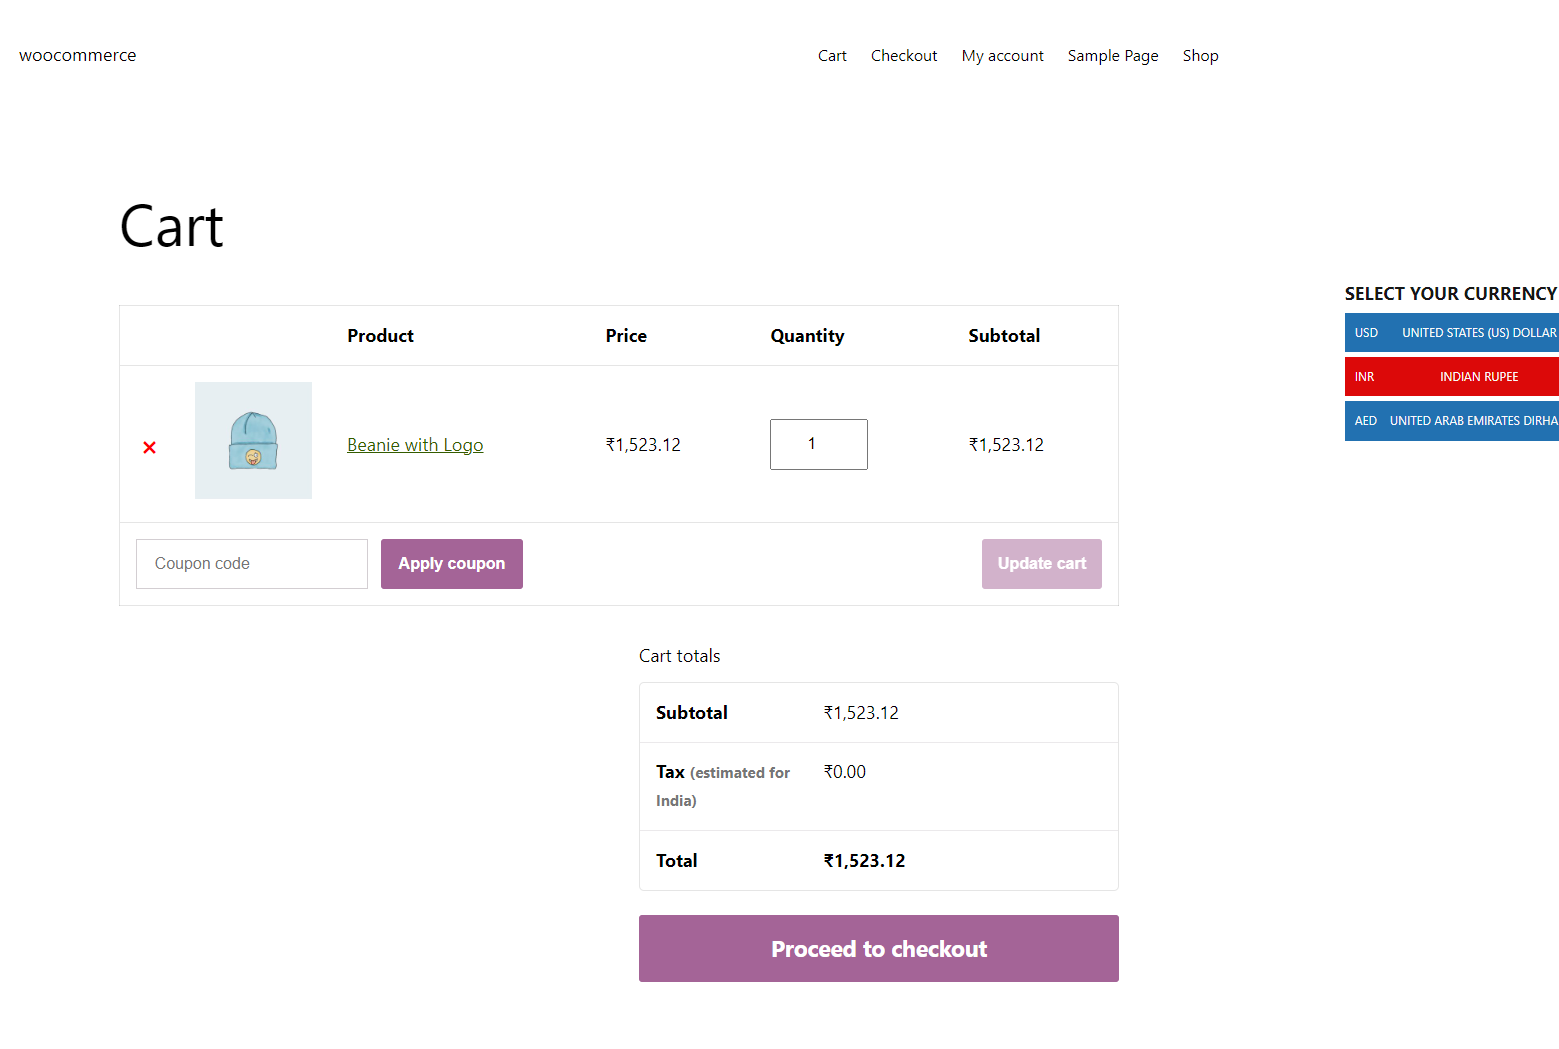 woocommerce
Cart Checkout My account Sample Page Shop
Cart
SELECT YOUR CURRENCY
USD UNITED STATES (US) DOLLAR
INR INDIAN RUPEE
AED UNITED ARAB EMIRATES DIRHA
Product Price Quantity Subtotal
× Beanie with Logo ₹1,523.12 1 ₹1,523.12
Coupon code Apply coupon Update cart
Cart totals
Subtotal ₹1,523.12
Tax (estimated for ₹0.00
India)
Total ₹1,523.12
Proceed to checkout